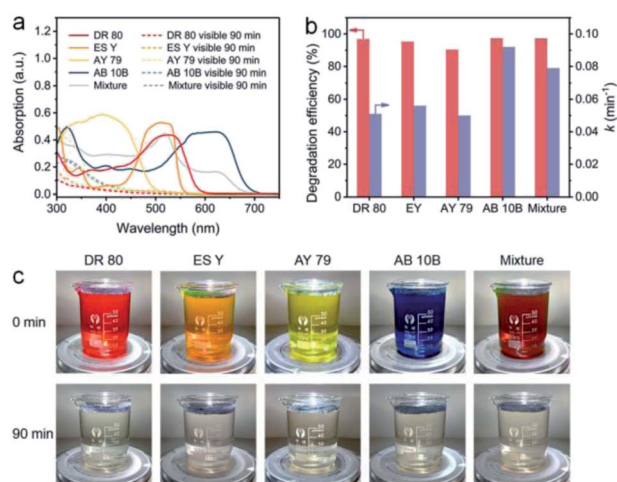 a
1.2
1.0
0.8
0.6
0.4
0.2
0.0
Absorption (a.u.)
DR 80
ES Y
AY 79
AB 10B
Mixture
DR 80 visible 90 min
ES Y visible 90 min
AY 79 visible 90 min
AB 10B visible 90 min
Mixture visible 90 min
300 400 500 600 700
Wavelength (nm)
b
100
80
60
40
20
0
Degradation efficiency (%)
0.10
0.08
0.06
0.04
0.02
0.00
k (min-1)
DR 80 EY AY 79 AB 10B Mixture
c
DR 80 ES Y AY 79 AB 10B Mixture
0 min
90 min